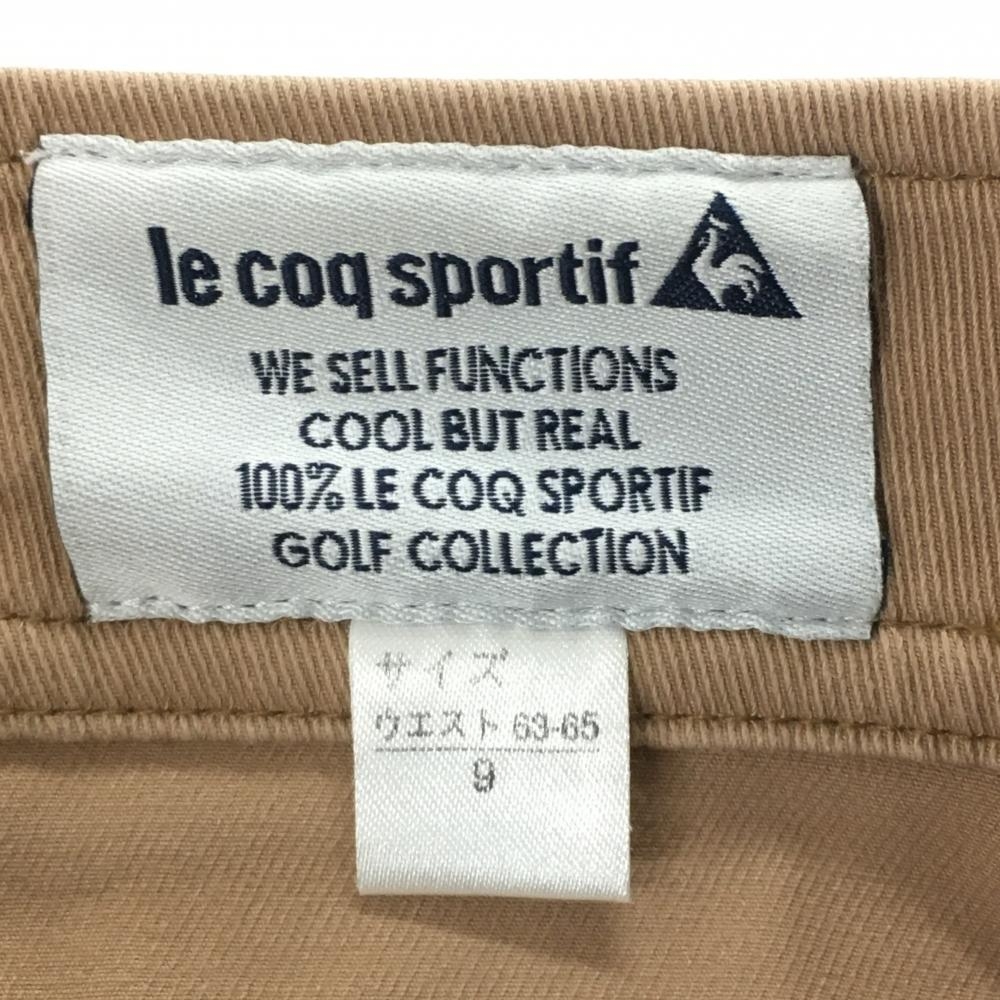 le coq sportif
WE SELL FUNCTIONS
COOL BUT REAL
100% LE COQ SPORTIF
GOLF COLLECTION
サイズ
ウエスト 63-65
9